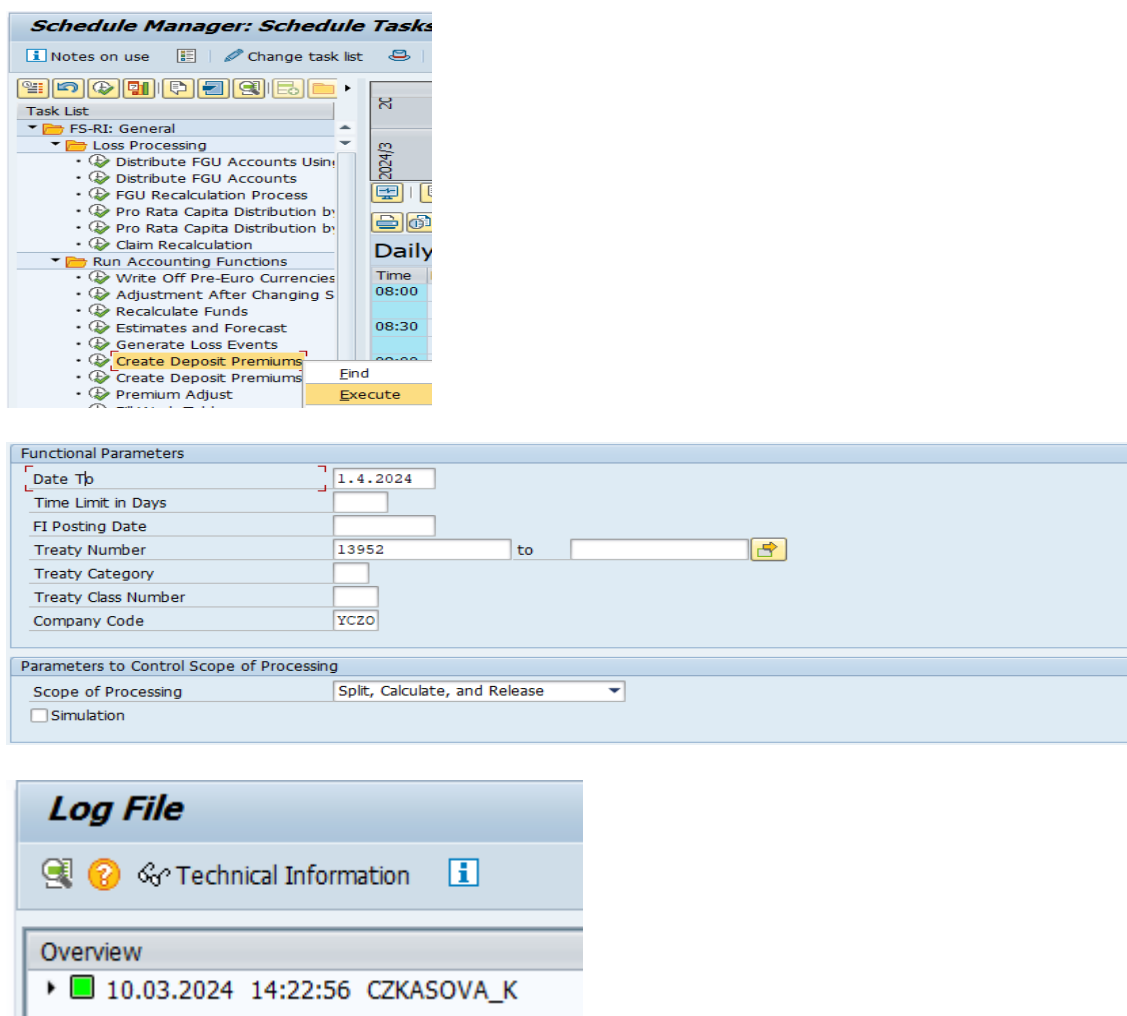 Schedule Manager: Schedule Tasks
Notes on use Change task list
Task List
FS-RI: General
Loss Processing
Distribute FGU Accounts Using
Distribute FGU Accounts
FGU Recalculation Process
Pro Rata Capita Distribution by
Pro Rata Capita Distribution by
Claim Recalculation
Run Accounting Functions
Write Off Pre-Euro Currencies
Adjustment After Changing S
Recalculate Funds
Estimates and Forecast
Generate Loss Events
Create Deposit Premiums
Create Deposit Premiums
Premium Adjust
Find
Execute
20
2024/3
Daily
Time
08:00
08:30
Functional Parameters
Date To 1.4.2024
Time Limit in Days
FI Posting Date
Treaty Number 13952 to
Treaty Category
Treaty Class Number
Company Code YCZO
Parameters to Control Scope of Processing
Scope of Processing Split, Calculate, and Release
Simulation
Log File
Technical Information
Overview
10.03.2024 14:22:56 CZKASOVA_K